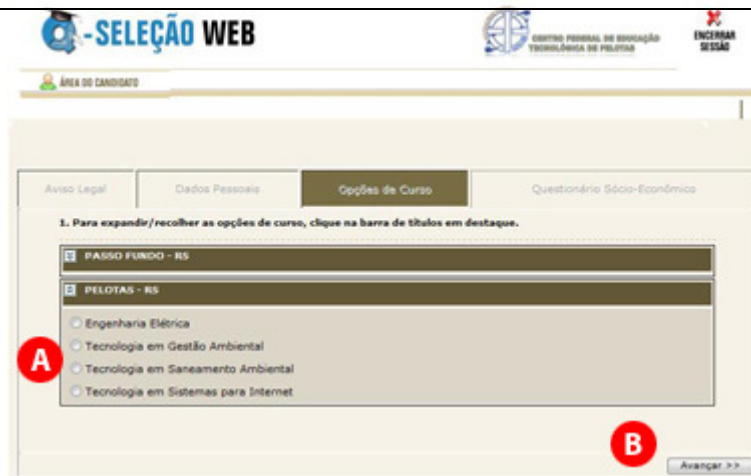 -SELEÇÃO WEB
CENTRO FEDERAL DE EDUCAÇÃO
TECNOLÓGICA DE PELOTAS
ENCERRAR
SESSÃO
ÁREA DO CANDIDATO
Aviso Legal
Dados Pessoais
Opções de Curso
Questionário Sócio-Econômico
1. Para expandir/recolher as opções de curso, clique na barra de títulos em destaque.
PASSO FUNDO - RS
PELOTAS - RS
Engenharia Elétrica
Tecnologia em Gestão Ambiental
A
Tecnologia em Saneamento Ambiental
Tecnologia em Sistemas para Internet
B
Avançar >>